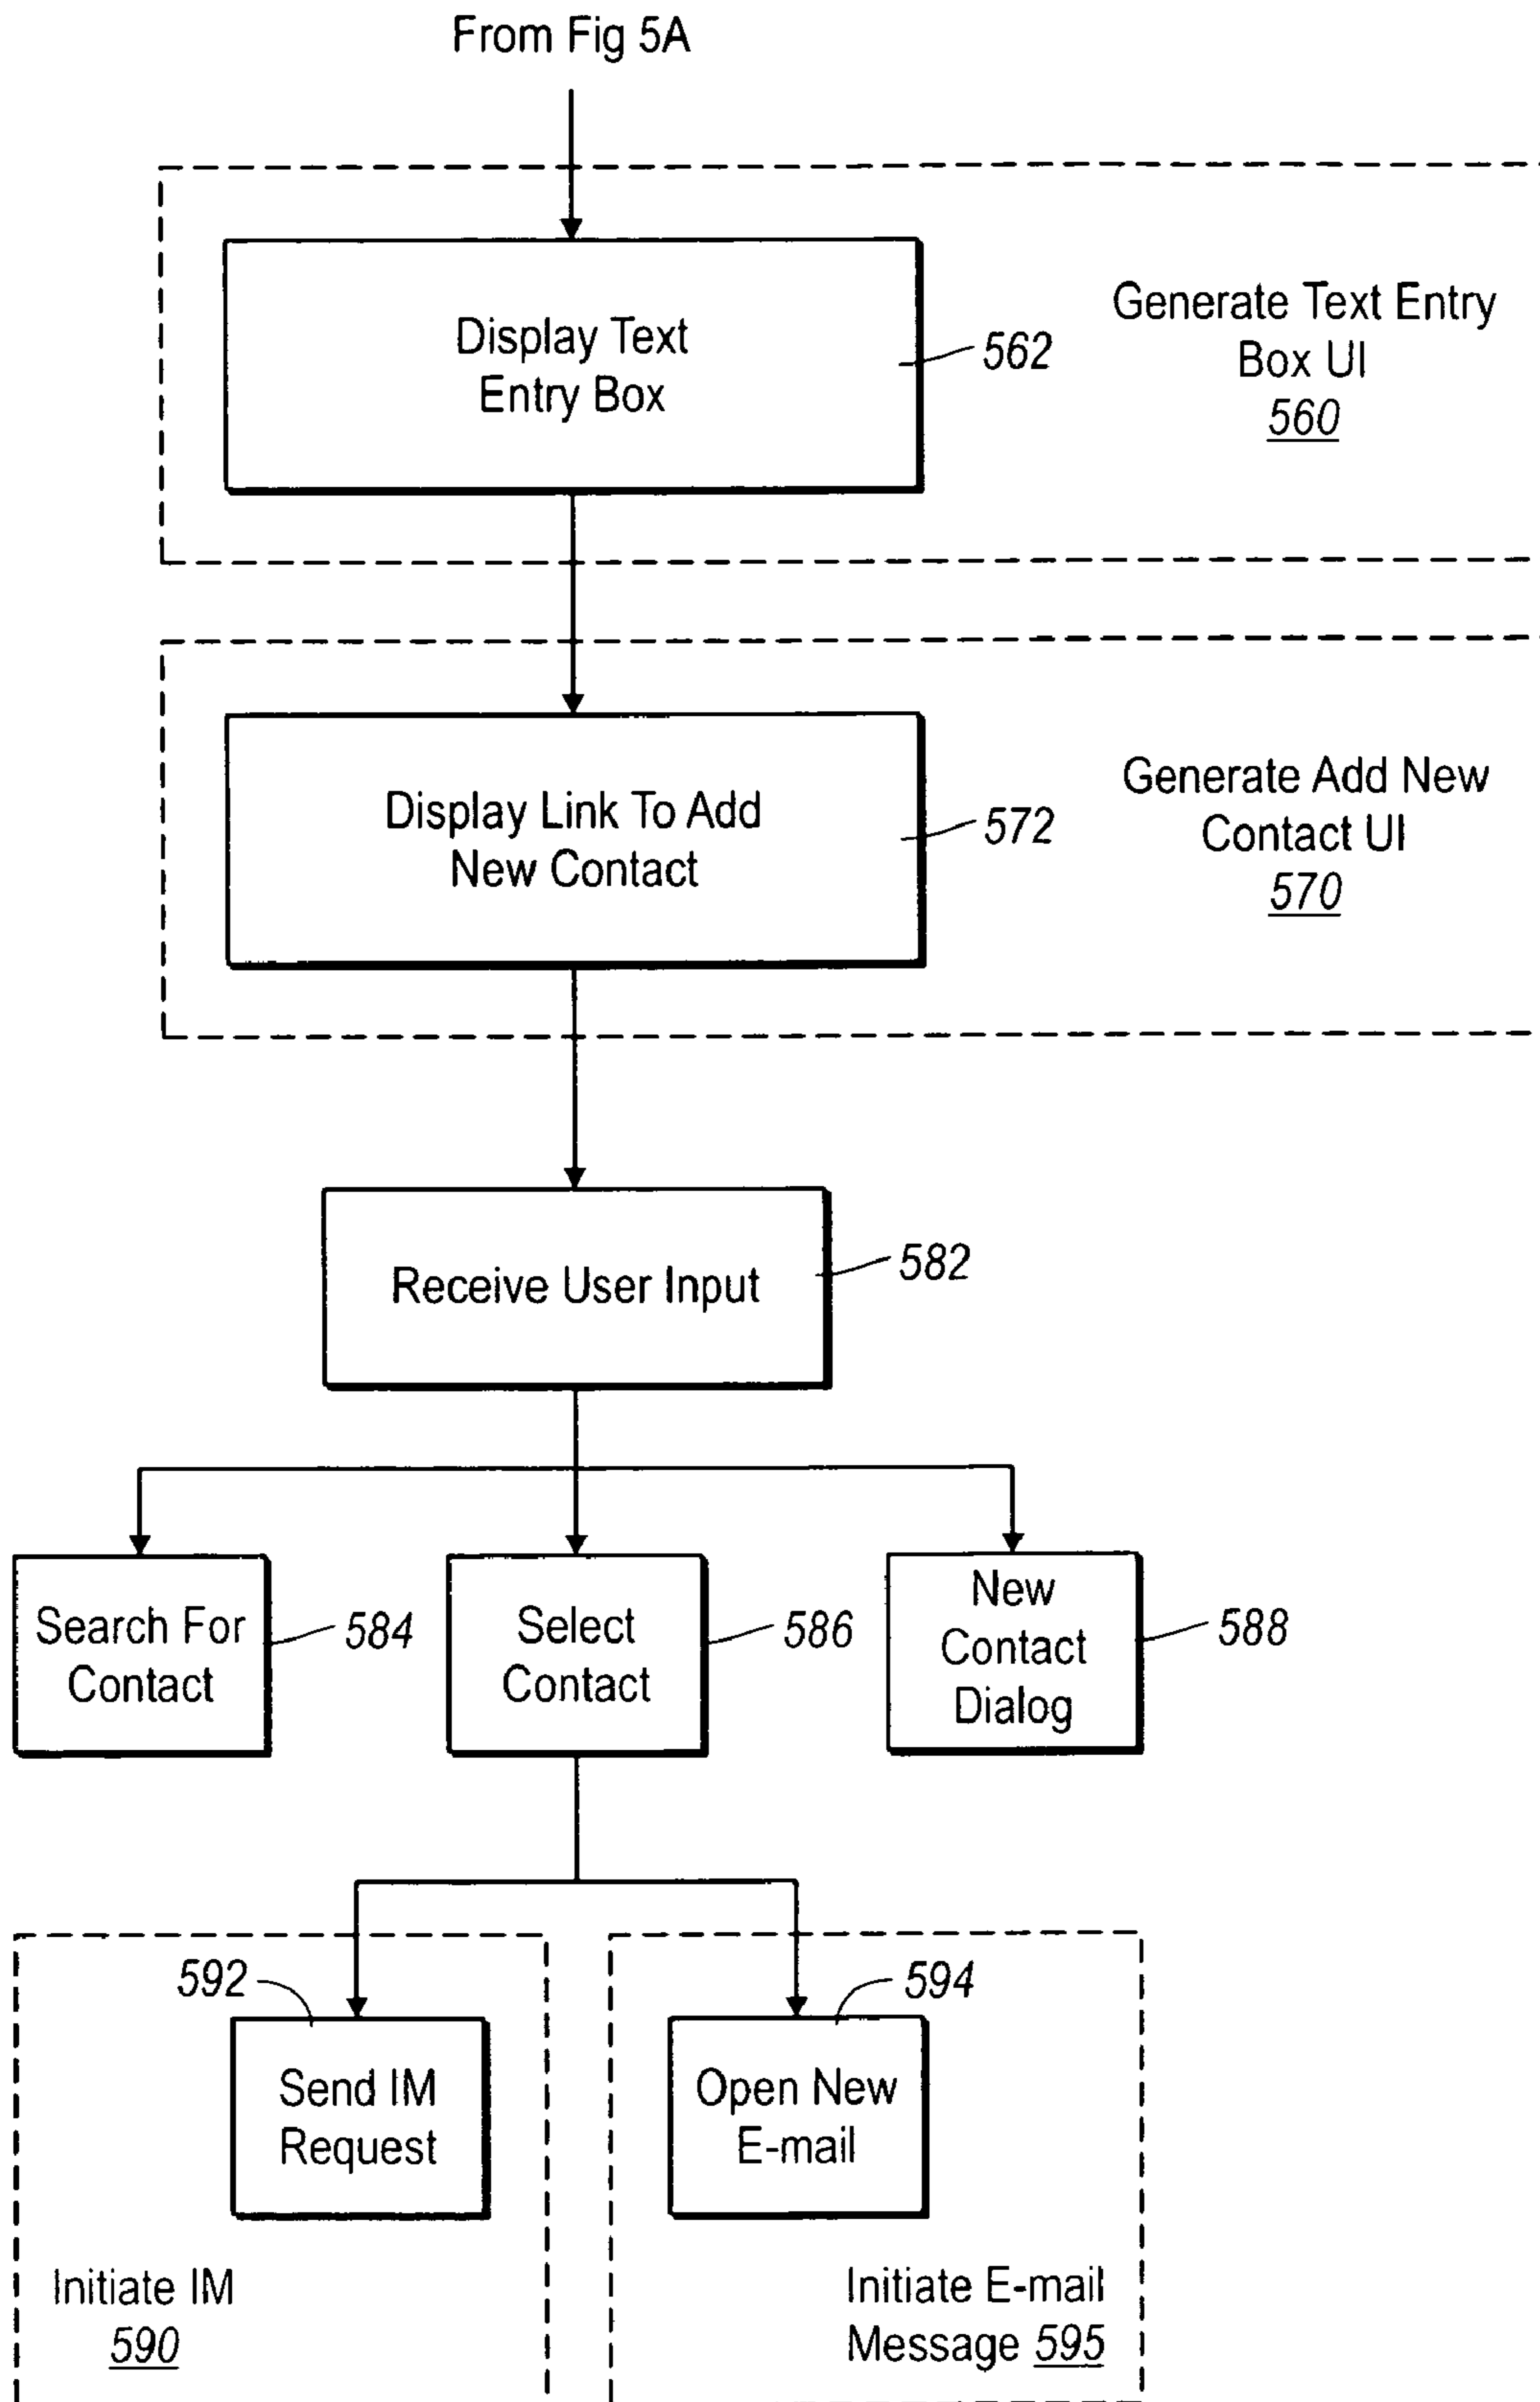 From Fig 5A
Display Text
Entry Box
562
Generate Text Entry
Box UI
560
Display Link To Add
New Contact
572
Generate Add New
Contact UI
570
Receive User Input
582
Search For
Contact
584
Select
Contact
586
New
Contact
Dialog
588
592
Send IM
Request
Initiate IM
590
594
Open New
E-mail
Initiate E-mail
Message 595